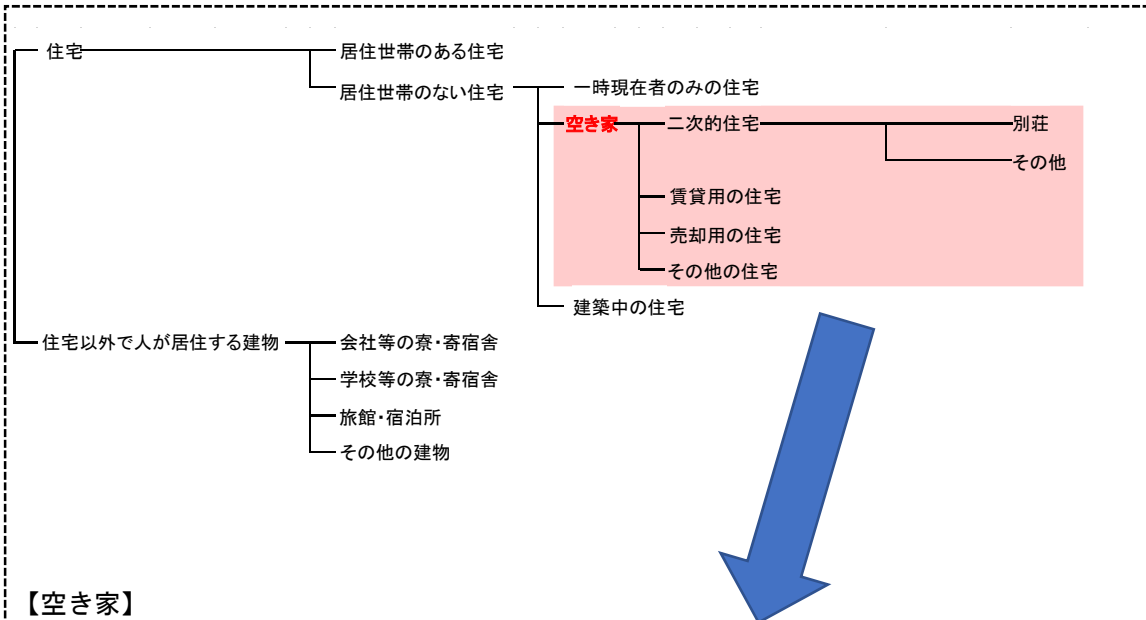 住宅 居住世帯のある住宅
居住世帯のない住宅 一時現在者のみの住宅
空き家 二次的住宅 別荘
その他
賃貸用の住宅
売却用の住宅
その他の住宅
建築中の住宅
住宅以外で人が居住する建物 会社等の寮・寄宿舎
学校等の寮・寄宿舎
旅館・宿泊所
その他の建物
【空き家】